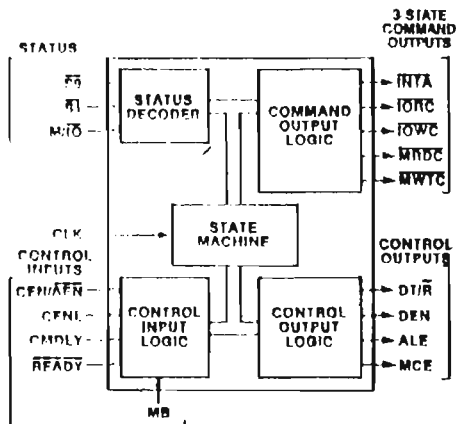 STATUS
S0
S1
M/IO
STATUS
DECODER
3 STATE
COMMAND
OUTPUTS
COMMAND
OUTPUT
LOGIC
INTA
IORC
IOWC
MRDC
MWTC
CLK
STATE
MACHINE
CONTROL
INPUTS
CEN/AEN
CENL
CMDLY
READY
CONTROL
INPUT
LOGIC
MB
CONTROL
OUTPUT
LOGIC
CONTROL
OUTPUTS
DT/R
DEN
ALE
MCE